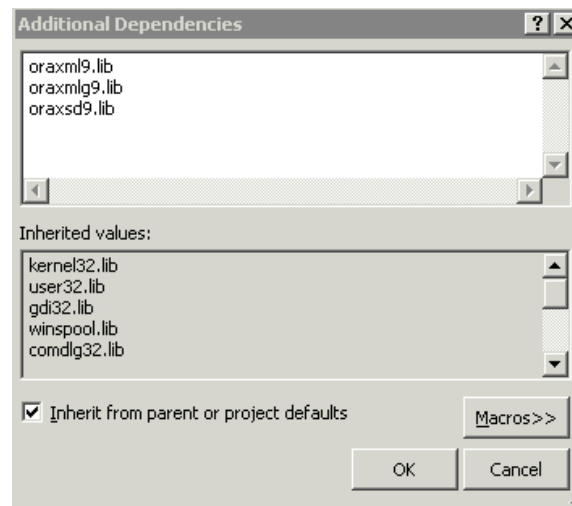 Additional Dependencies
oraxml9.lib
oraxmlg9.lib
oraxsd9.lib
Inherited values:
kernel32.lib
user32.lib
gdi32.lib
winspool.lib
comdlg32.lib
Inherit from parent or project defaults
Macros>>
OK
Cancel